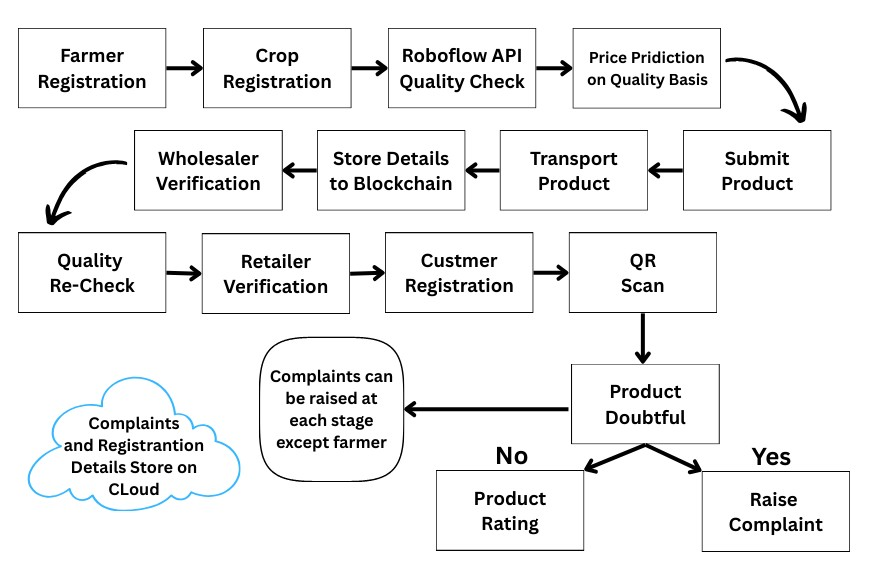 Farmer
Registration
Crop
Registration
Roboflow API
Quality Check
Price Pridiction
on Quality Basis
Wholesaler
Verification
Store Details
to Blockchain
Transport
Product
Submit
Product
Quality
Re-Check
Retailer
Verification
Custmer
Registration
QR
Scan
Complaints can
be raised at
each stage
except farmer
Product
Doubtful
Complaints
and Registrantion
Details Store on
CLoud
No
Yes
Product
Rating
Raise
Complaint